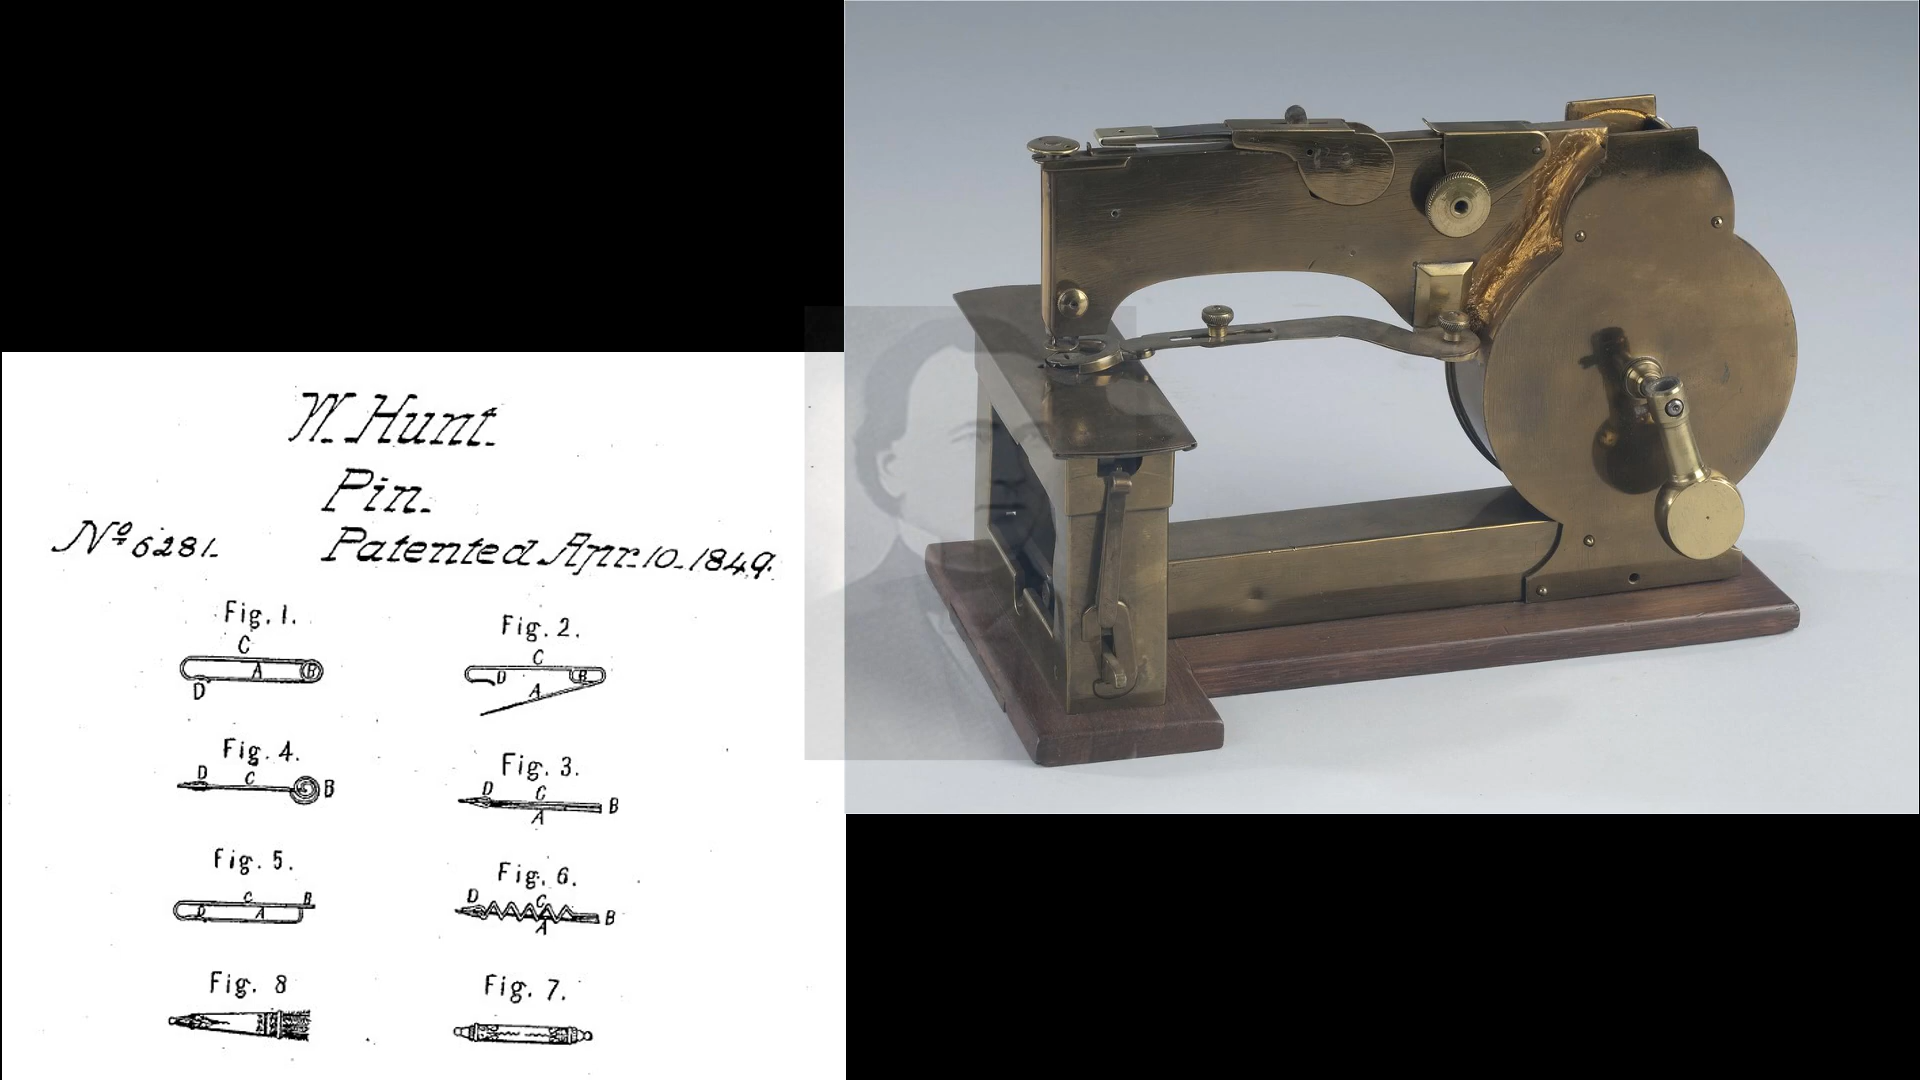 W. Hunt.
Pin.
Nº 6281. Patented Apr. 10. 1849.
Fig. 1. Fig. 2.
C C
A B D B
D A
Fig. 4. Fig. 3.
D C B D C B
A
Fig. 5. Fig. 6.
C B D C B
D A A
Fig. 8 Fig. 7.